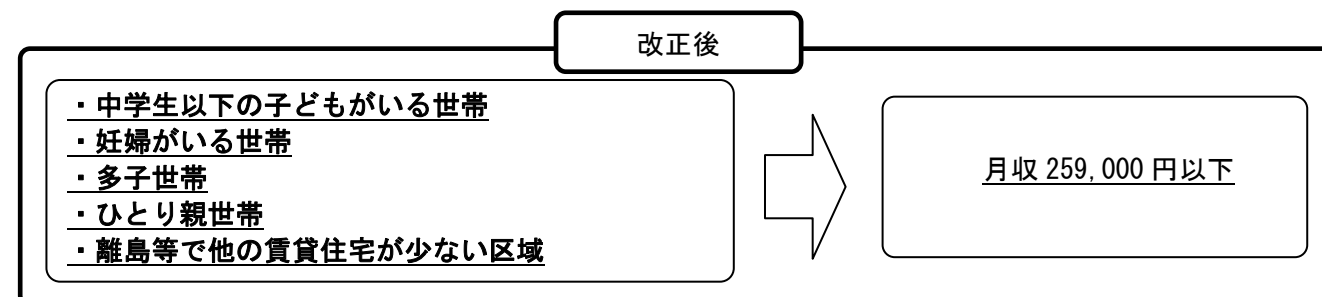 改正後
・中学生以下の子どもがいる世帯
・妊婦がいる世帯
・多子世帯
・ひとり親世帯
・離島等で他の賃貸住宅が少ない区域
月収 259,000 円以下